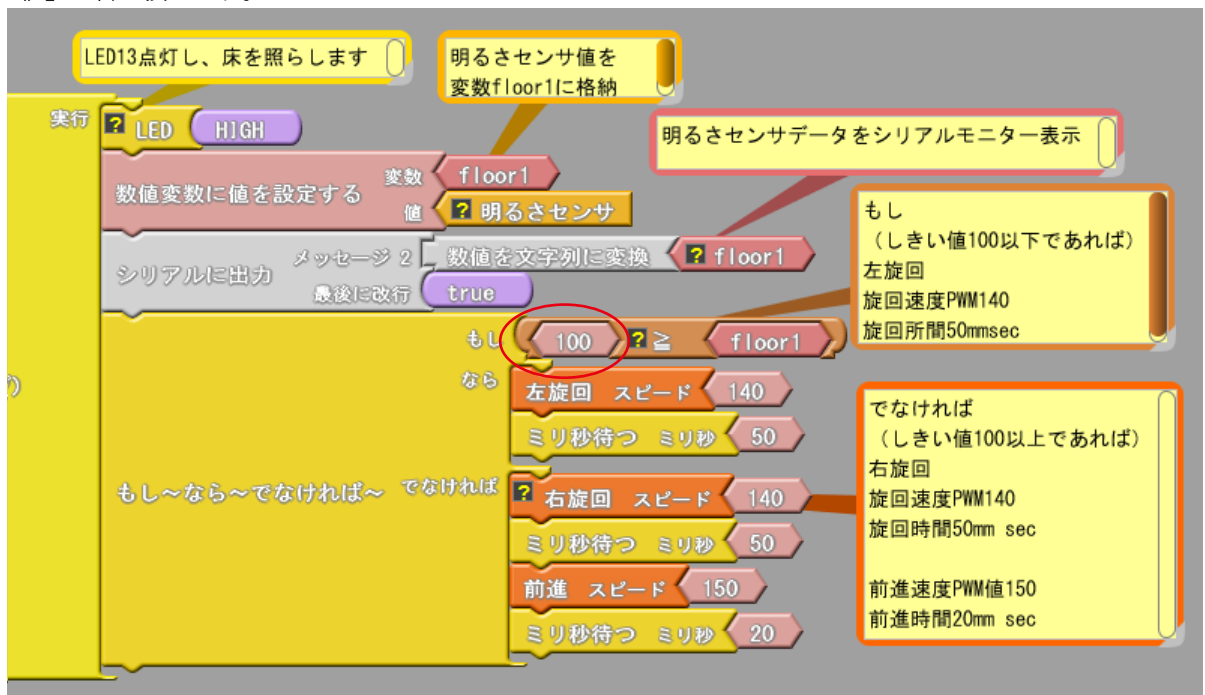 LED13点灯し、床を照らします
明るさセンサ値を
変数floor1に格納
実行
LED HIGH
明るさセンサデータをシリアルモニター表示
数値変数に値を設定する 変数 floor1
値 明るさセンサ
シリアルに出力 メッセージ 2 数値を文字列に変換 floor1
最後に改行 true
もし
（しきい値100以下であれば）
左旋回
旋回速度PWM140
旋回所間50mmsec
もし 100 ≧ floor1
なら 左旋回 スピード 140
ミリ秒待つ ミリ秒 50
もし～なら～でなければ～ でなければ 右旋回 スピード 140
ミリ秒待つ ミリ秒 50
前進 スピード 150
ミリ秒待つ ミリ秒 20
でなければ
（しきい値100以上であれば）
右旋回
旋回速度PWM140
旋回時間50mm sec
前進速度PWM値150
前進時間20mm sec